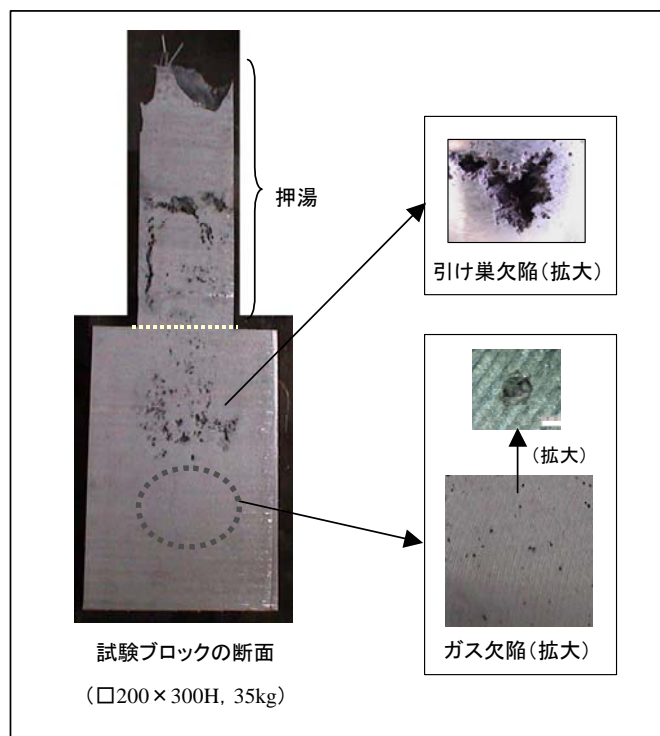 押湯
引け巣欠陥(拡大)
(拡大)
試験ブロックの断面
(□200×300H, 35kg)
ガス欠陥(拡大)